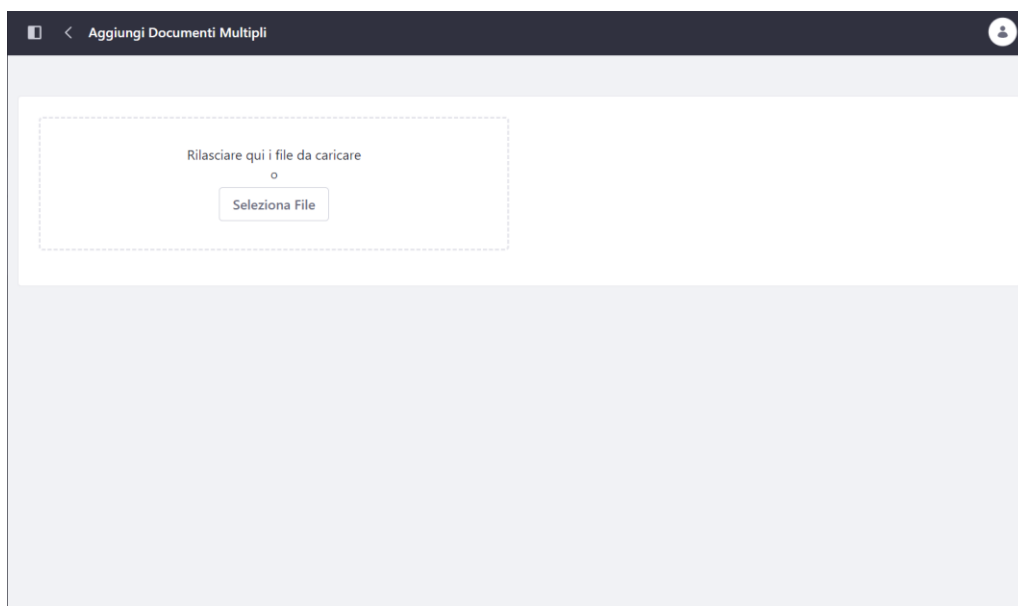 Aggiungi Documenti Multipli
Rilasciare qui i file da caricare
o
Seleziona File